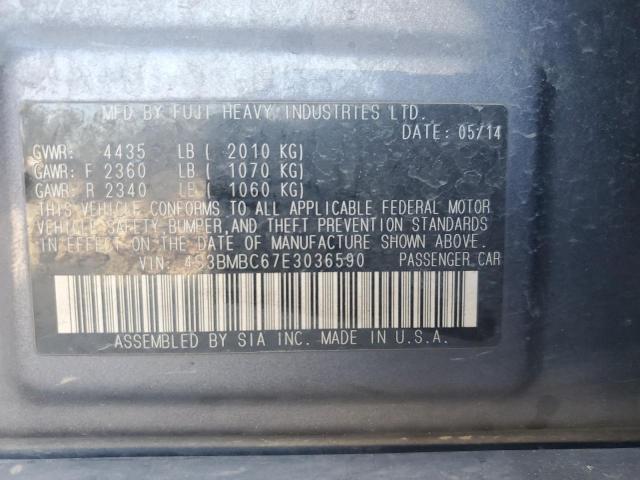 MFD BY FUJI HEAVY INDUSTRIES LTD.
DATE: 05/14
GVWR: 4435 LB ( 2010 KG)
GAWR: F 2360 LB ( 1070 KG)
GAWR: R 2340 LB ( 1060 KG)
THIS VEHICLE CONFORMS TO ALL APPLICABLE FEDERAL MOTOR
VEHICLE SAFETY, BUMPER, AND THEFT PREVENTION STANDARDS
IN EFFECT ON THE DATE OF MANUFACTURE SHOWN ABOVE.
VIN: 4S3BMBC67E3036590 PASSENGER CAR
ASSEMBLED BY SIA INC. MADE IN U.S.A.